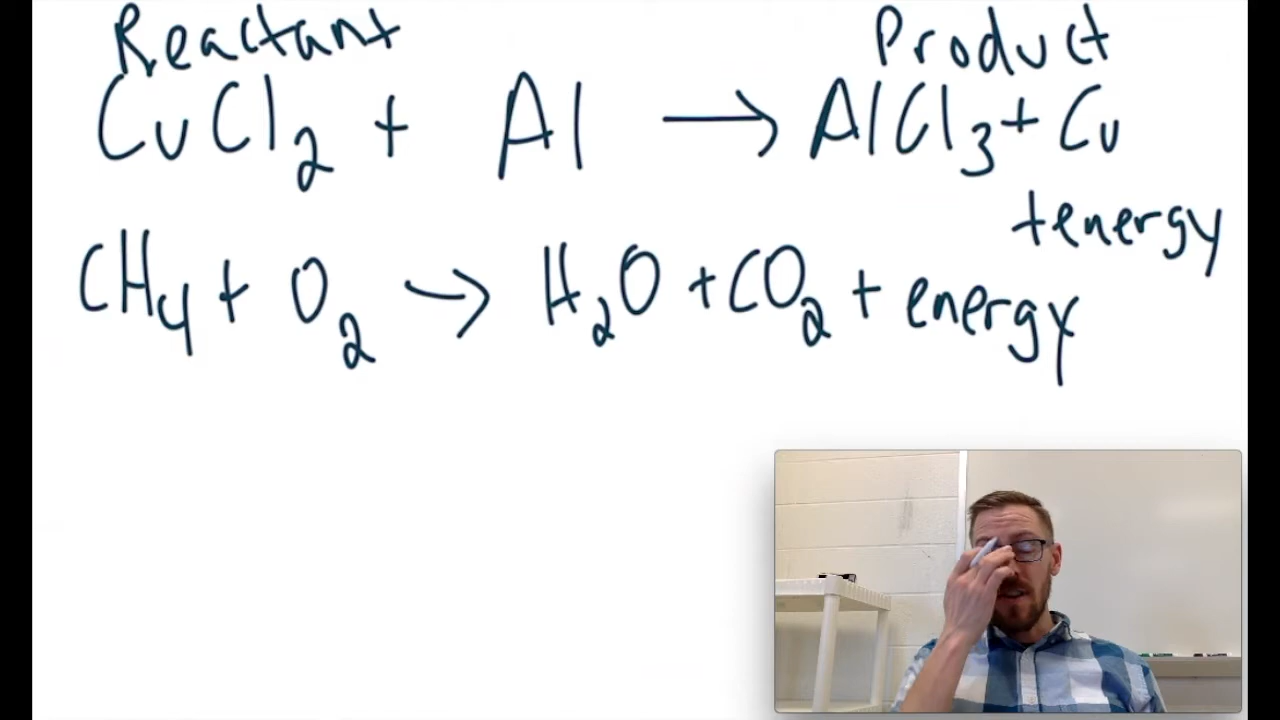 Reactant Product
CuCl₂ + Al → AlCl₃ + Cu
+energy
CH₄ + O₂ → H₂O + CO₂ + energy